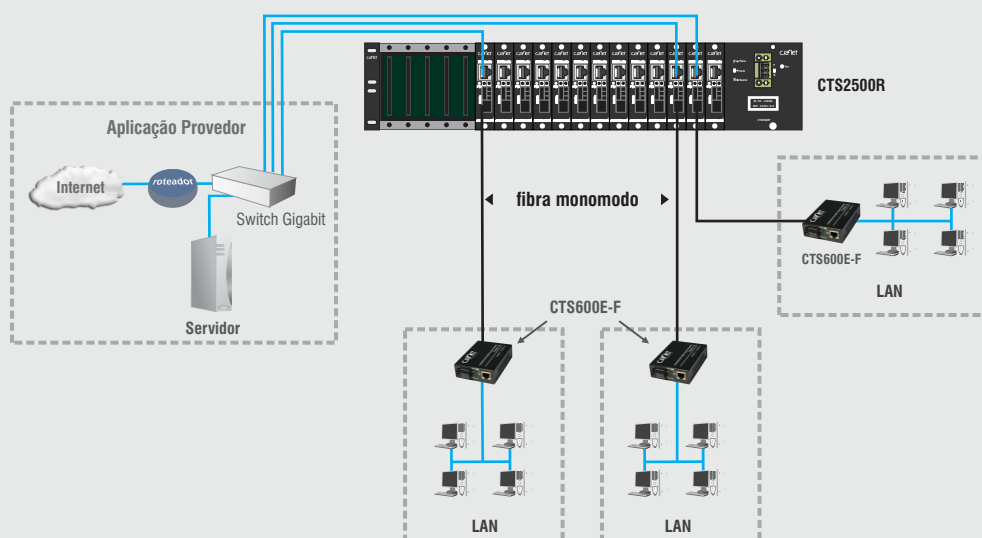 CTS2500R
Aplicação Provedor
Internet
roteador
Switch Gigabit
Servidor
fibra monomodo
CTS600E-F
LAN
CTS600E-F
LAN
LAN